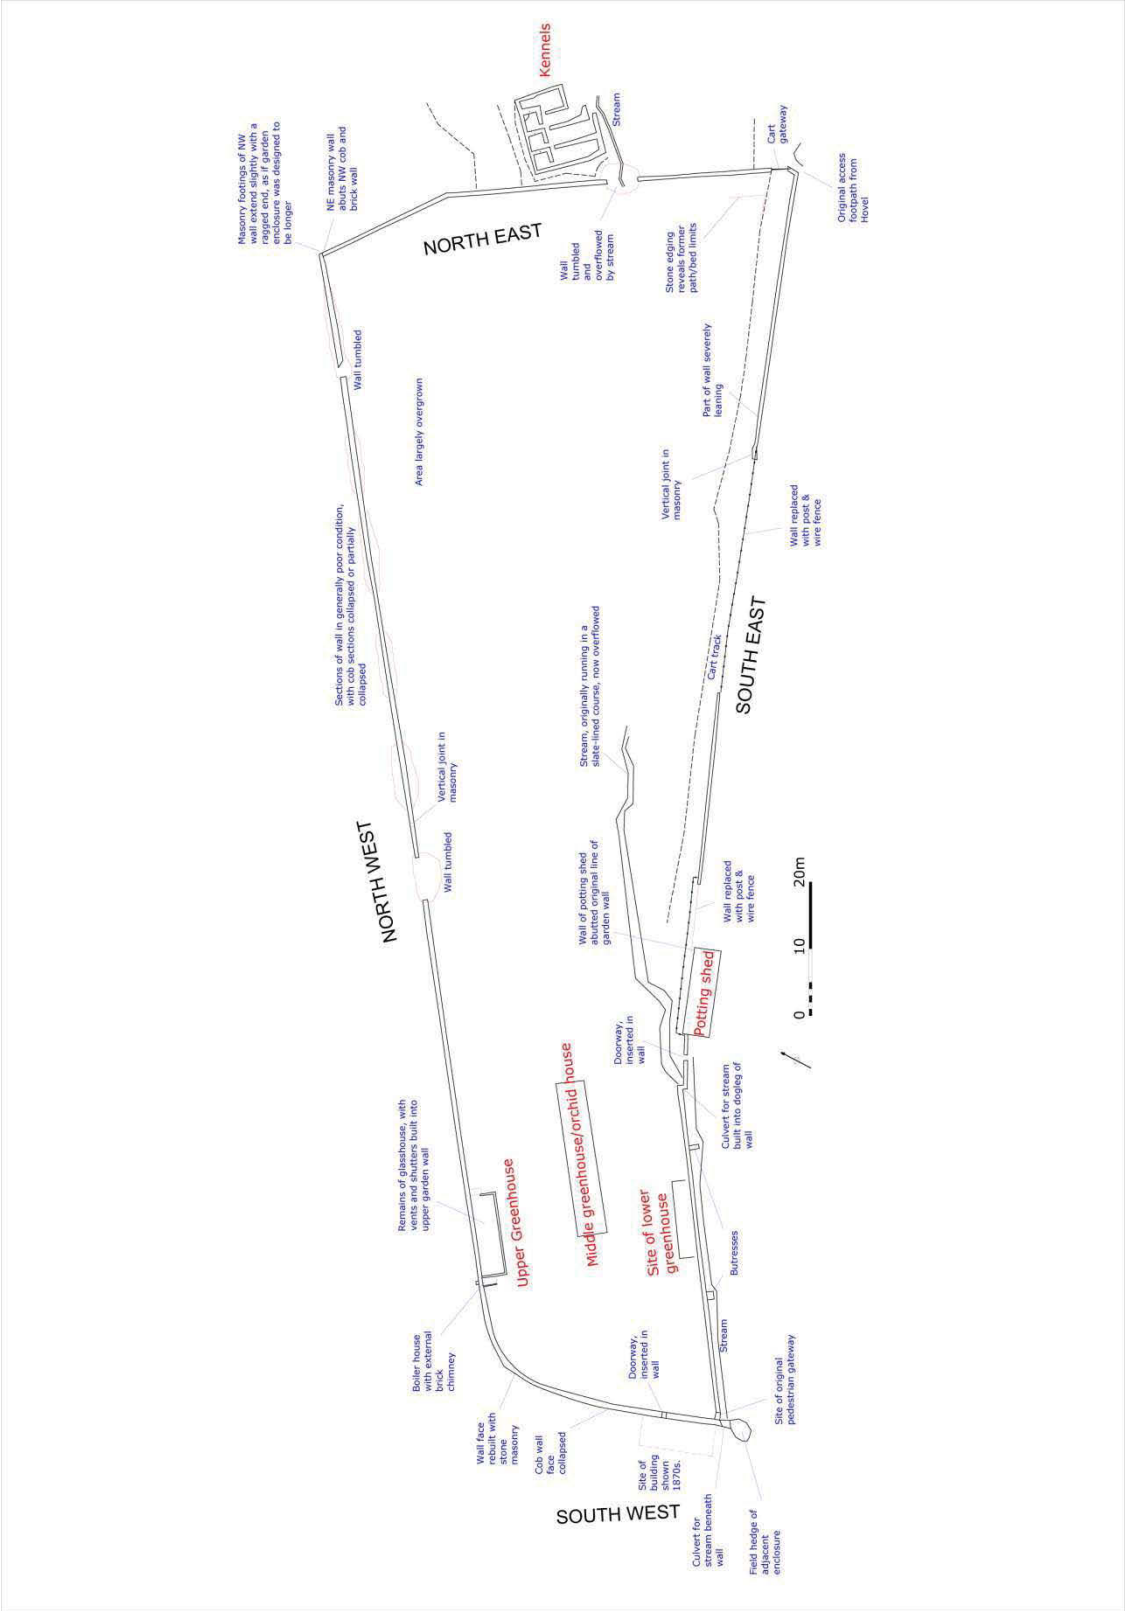 Masonry footings of NW
wall extend slightly with a
ragged end, as if garden
enclosure was designed to
be longer
NE masonry wall
abuts NW cob and
brick wall
Wall tumbled
Area largely overgrown
Sections of wall in generally poor condition,
with cob sections collapsed or partially
collapsed
Vertical joint in
masonry
Wall tumbled
NORTH WEST
Remains of glasshouse, with
vents and shutters built into
upper garden wall
Upper Greenhouse
Boiler house
with external
brick
chimney
Wall face
rebuilt with
stone
masonry
Cob wall
face
collapsed
SOUTH WEST
Kennels
Stream
NORTH EAST
Wall
tumbled
and
overflowed
by stream
Stone edging
reveals former
path/bed limits
Cart
gateway
Original access
footpath from
Hovel
Part of wall severely
leaning
Vertical joint in
masonry
Wall replaced
with post &
wire fence
SOUTH EAST
Cart track
Stream, originally running in a
slate-lined course, now overflowed
Wall of potting shed
abutted original line of
garden wall
Wall replaced
with post &
wire fence
Potting shed
0
10
20m
Doorway,
inserted in
wall
Culvert for stream
built into dogleg of
wall
Middle greenhouse/orchid house
Site of lower
greenhouse
Butresses
Stream
Doorway,
inserted in
wall
Site of original
pedestrian gateway
Site of
building
shown
1870s.
Culvert for
stream beneath
wall
Field hedge of
adjacent
enclosure